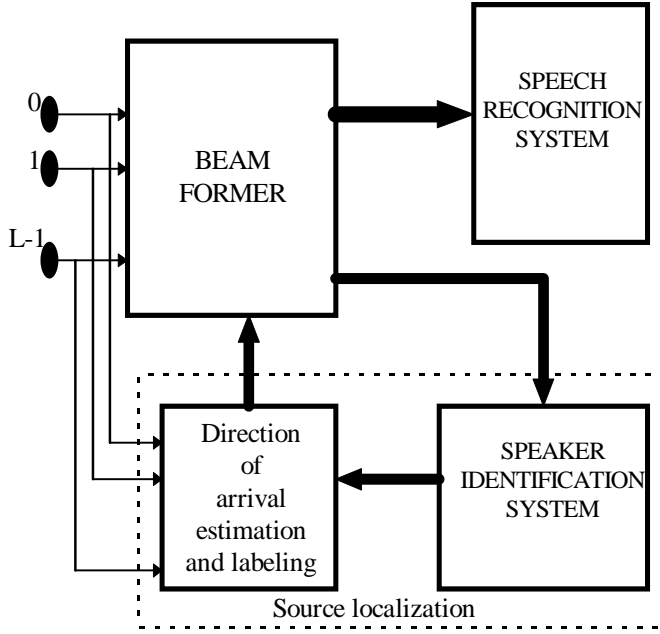 0
1
L-1
BEAM
FORMER
SPEECH
RECOGNITION
SYSTEM
Direction
of
arrival
estimation
and labeling
SPEAKER
IDENTIFICATION
SYSTEM
Source localization